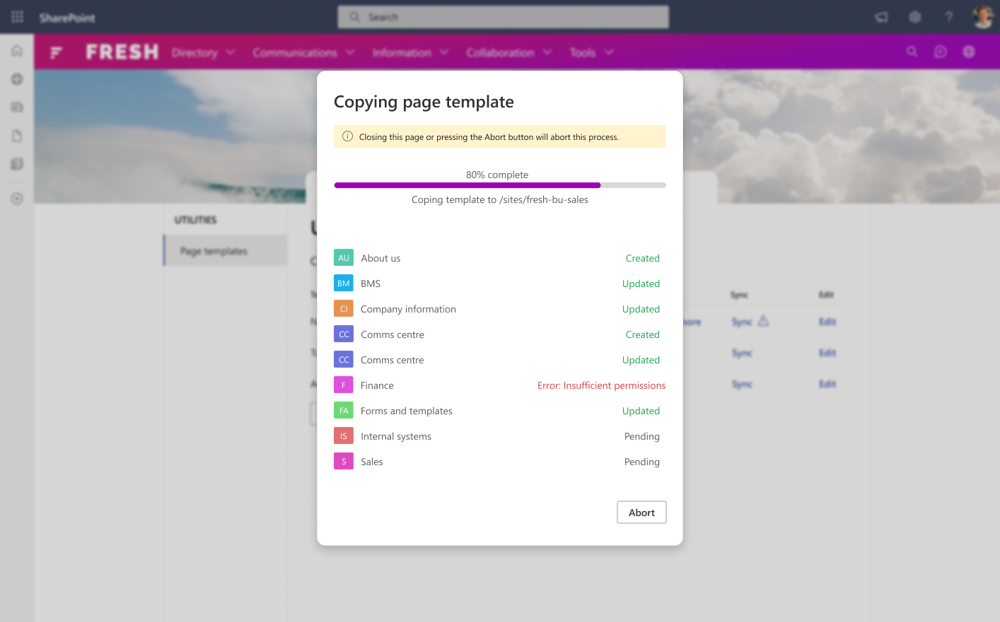 SharePoint
Search
?
FRESH Directory Communications Information Collaboration Tools
Copying page template
Closing this page or pressing the Abort button will abort this process.
80% complete
Coping template to /sites/fresh-bu-sales
UTILITIES
Page templates
AU About us Created
BM BMS Updated
CI Company information Updated
CC Comms centre Created
CC Comms centre Updated
F Finance Error: Insufficient permissions
FA Forms and templates Updated
IS Internal systems Pending
S Sales Pending
Abort
Sync Edit
Sync Edit
Sync Edit
Sync Edit